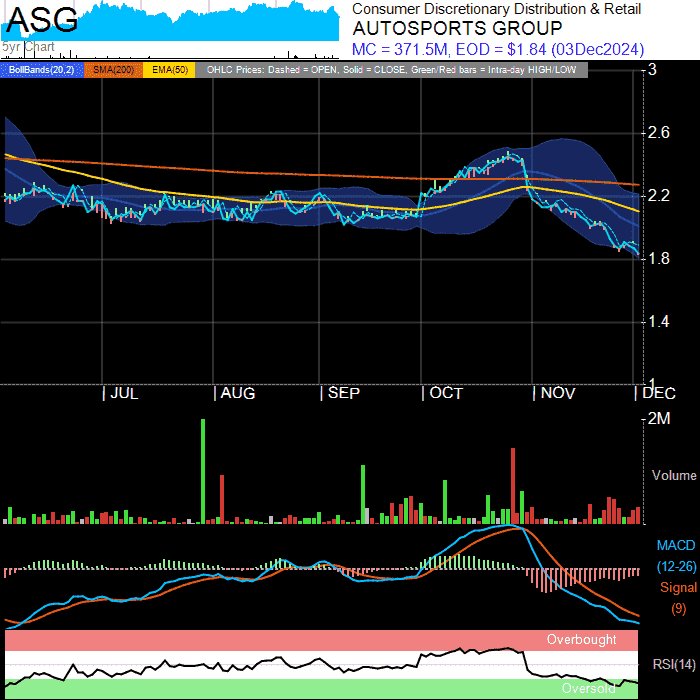 ASG
5yr Chart
Consumer Discretionary Distribution & Retail
AUTOSPORTS GROUP
MC = 371.5M, EOD = $1.84 (03Dec2024)
BollBands(20,2) SMA(200) EMA(50) OHLC Prices: Dashed = OPEN, Solid = CLOSE, Green/Red bars = Intra-day HIGH/LOW
3
2.6
2.2
1.8
1.4
1
JUL AUG SEP OCT NOV DEC
2M
Volume
MACD
(12-26)
Signal
(9)
Overbought
RSI(14)
Oversold